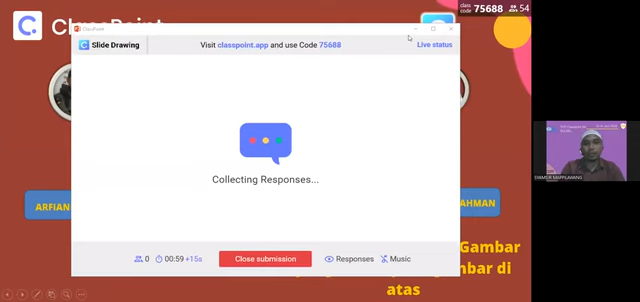 ClassPoint
class code 75688 54
ClassPoint
Slide Drawing
Visit classpoint.app and use Code 75688
Live status
Collecting Responses...
ARFIAN
AHMAN
Gambar
mbar di
atas
0 00:59 +15s
Close submission
Responses
Music